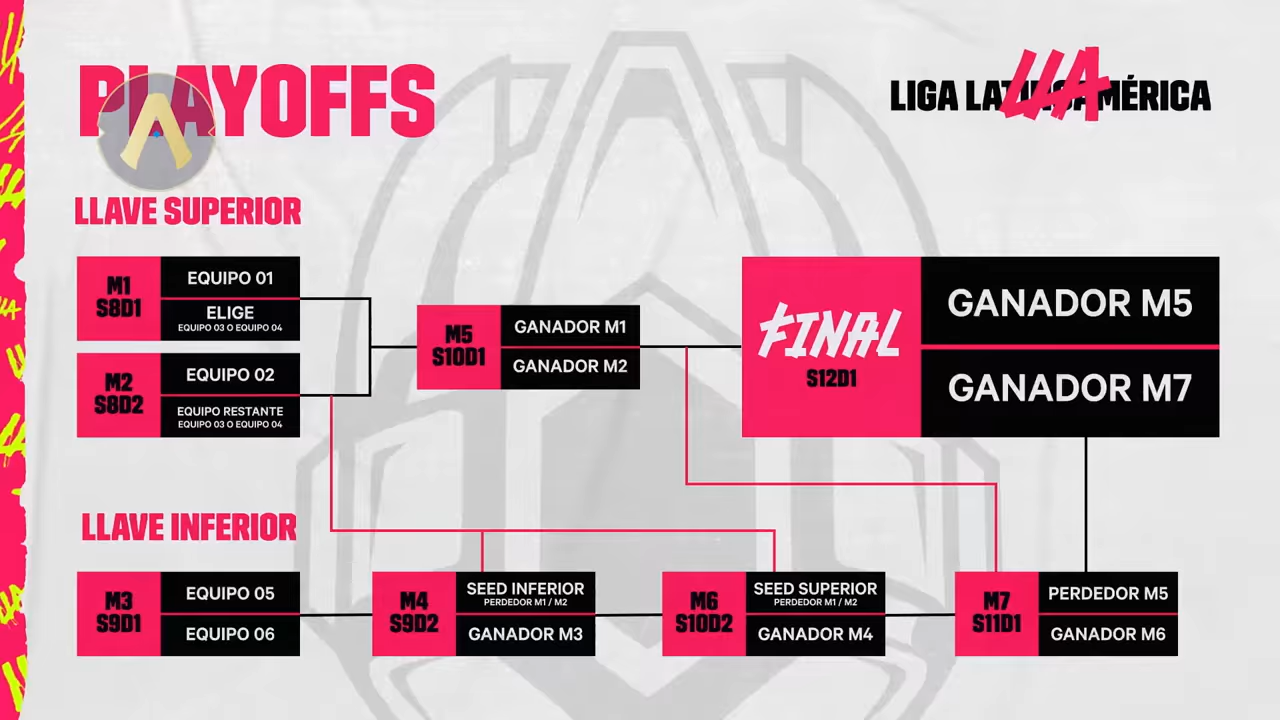 PLAYOFFS
LIGA LATINOAMÉRICA
LLA
LLAVE SUPERIOR
M1
S8D1
EQUIPO 01
ELIGE
EQUIPO 03 O EQUIPO 04
M2
S8D2
EQUIPO 02
EQUIPO RESTANTE
EQUIPO 03 O EQUIPO 04
M5
S10D1
GANADOR M1
GANADOR M2
FINAL
S12D1
GANADOR M5
GANADOR M7
LLAVE INFERIOR
M3
S9D1
EQUIPO 05
EQUIPO 06
M4
S9D2
SEED INFERIOR
PERDEDOR M1 / M2
GANADOR M3
M6
S10D2
SEED SUPERIOR
PERDEDOR M1 / M2
GANADOR M4
M7
S11D1
PERDEDOR M5
GANADOR M6